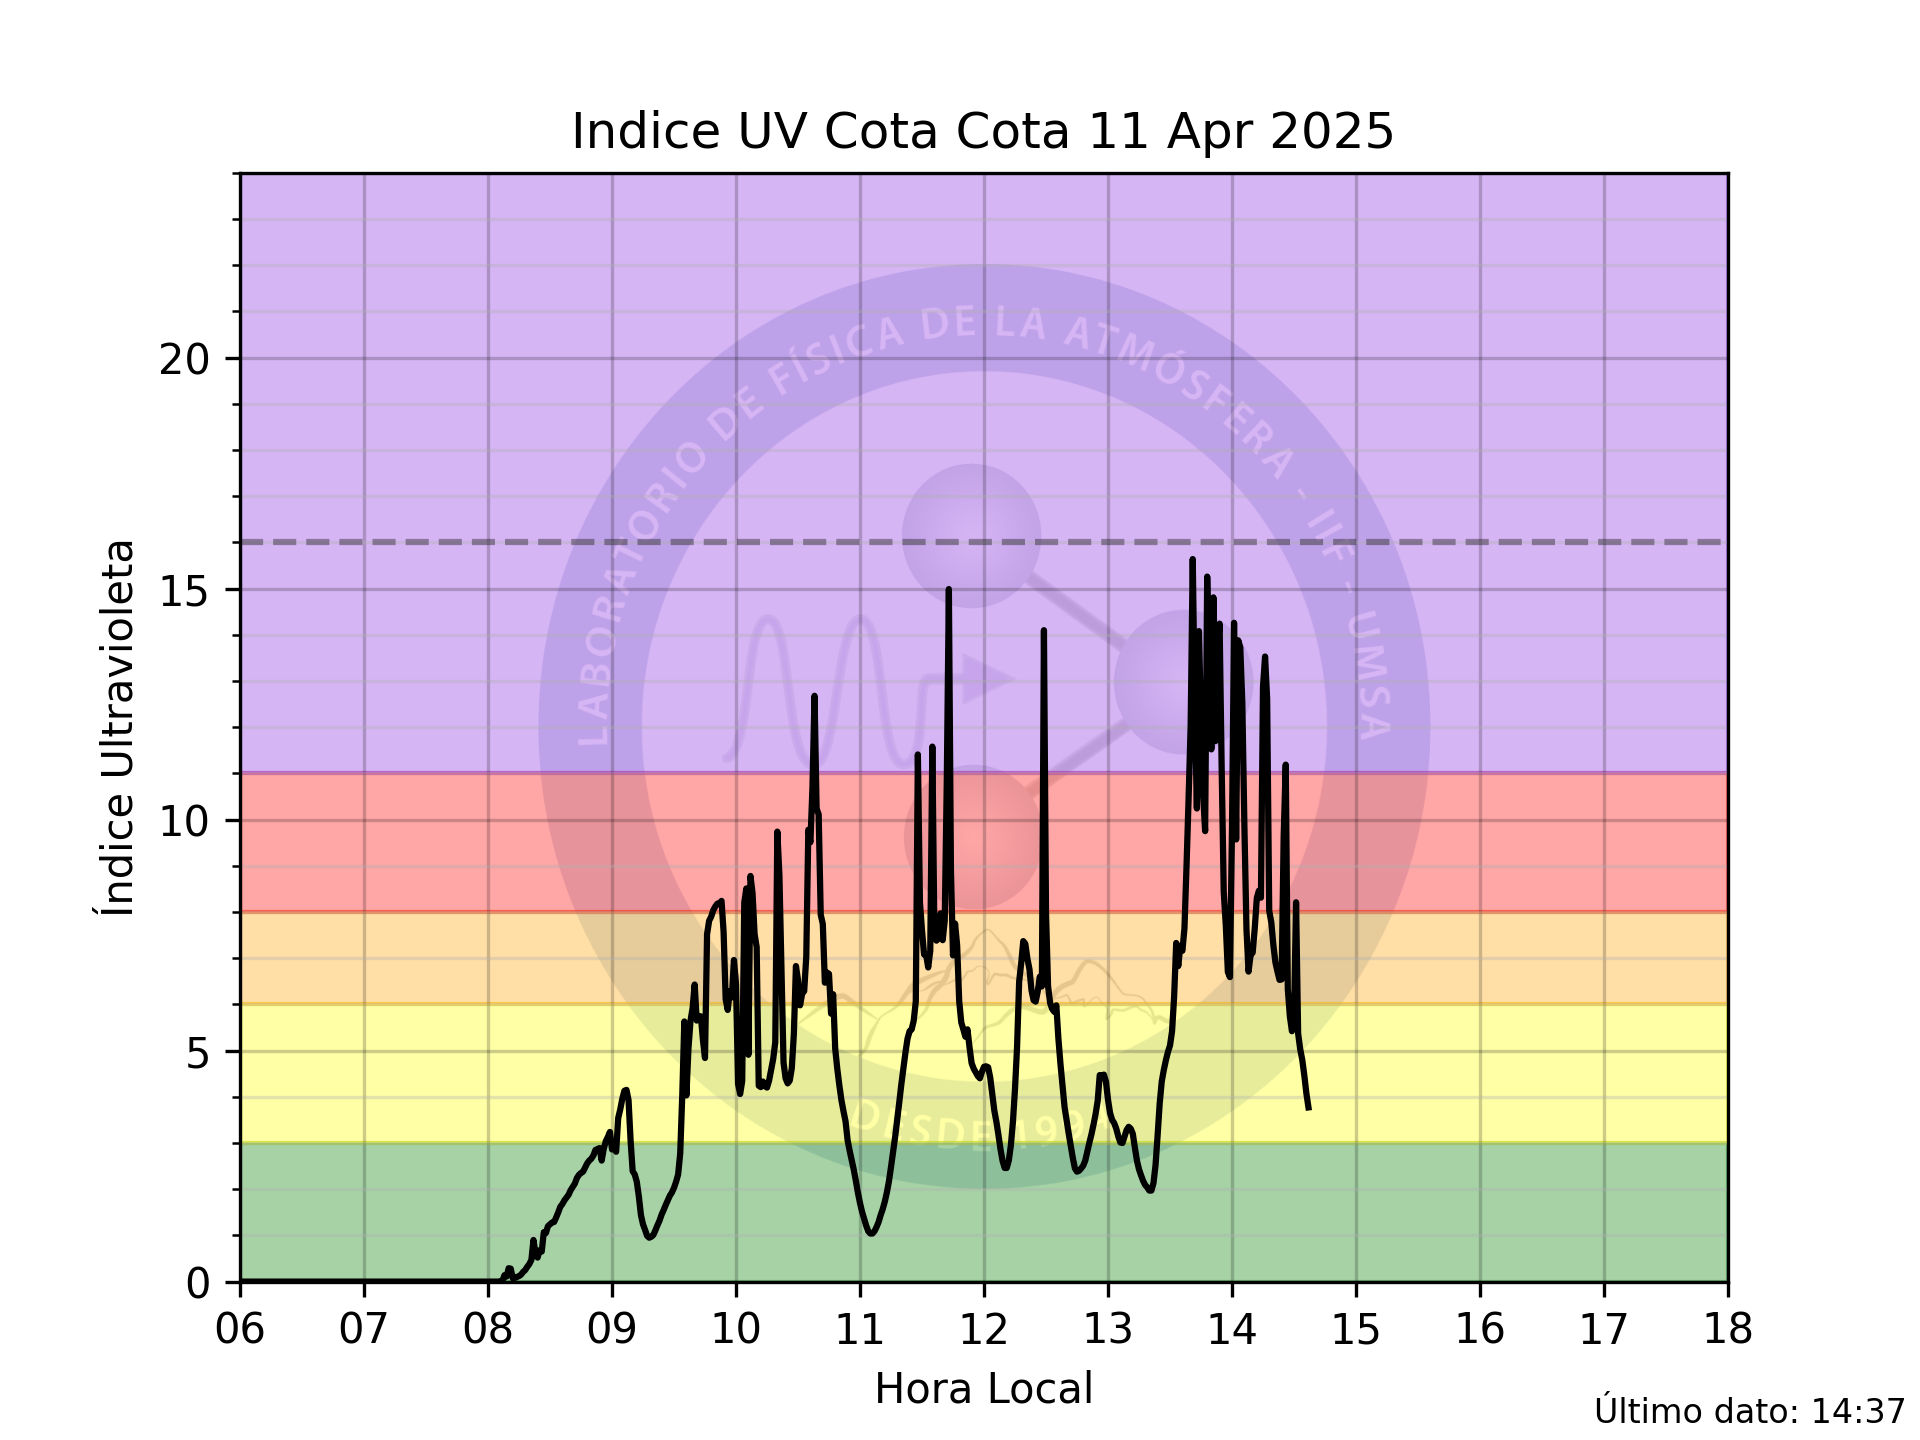 Indice UV Cota Cota 11 Apr 2025
Índice Ultravioleta
20
15
10
5
0
06 07 08 09 10 11 12 13 14 15 16 17 18
Hora Local
Último dato: 14:37
LABORATORIO DE FÍSICA DE LA ATMÓSFERA - IIF - UMSA
DESDE